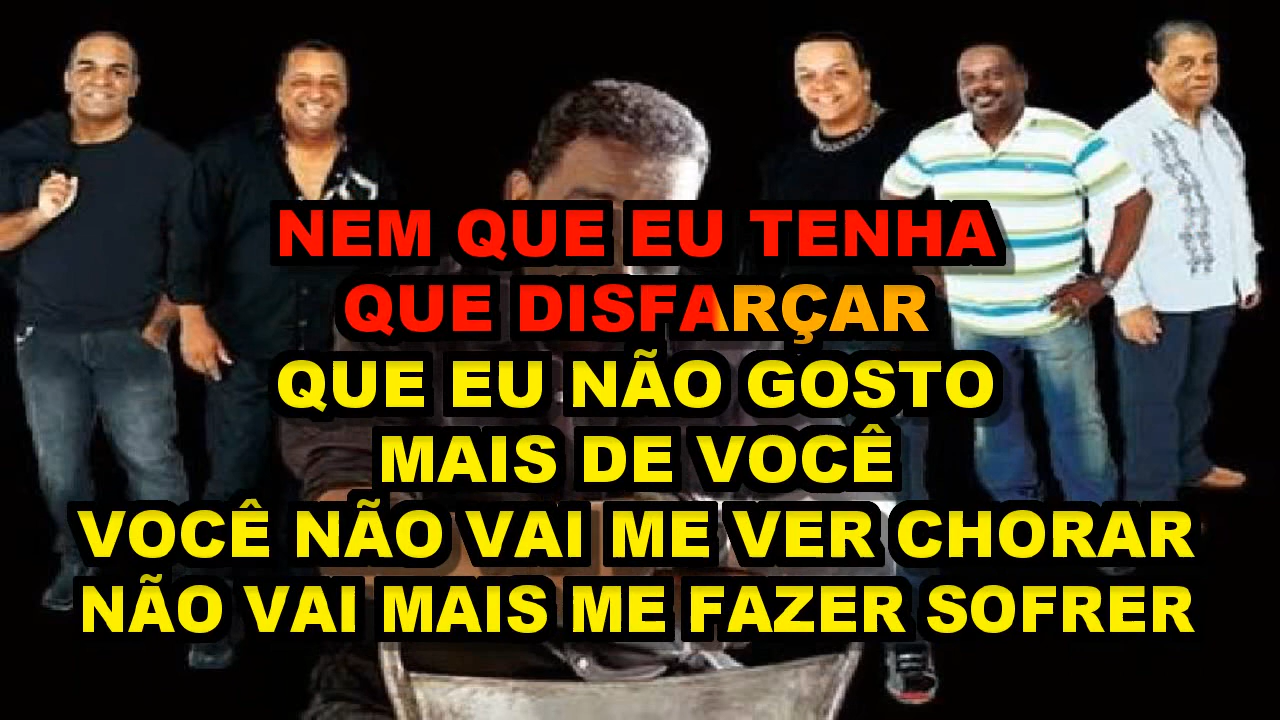 NEM QUE EU TENHA
QUE DISFARÇAR
QUE EU NÃO GOSTO
MAIS DE VOCÊ
VOCÊ NÃO VAI ME VER CHORAR
NÃO VAI MAIS ME FAZER SOFRER